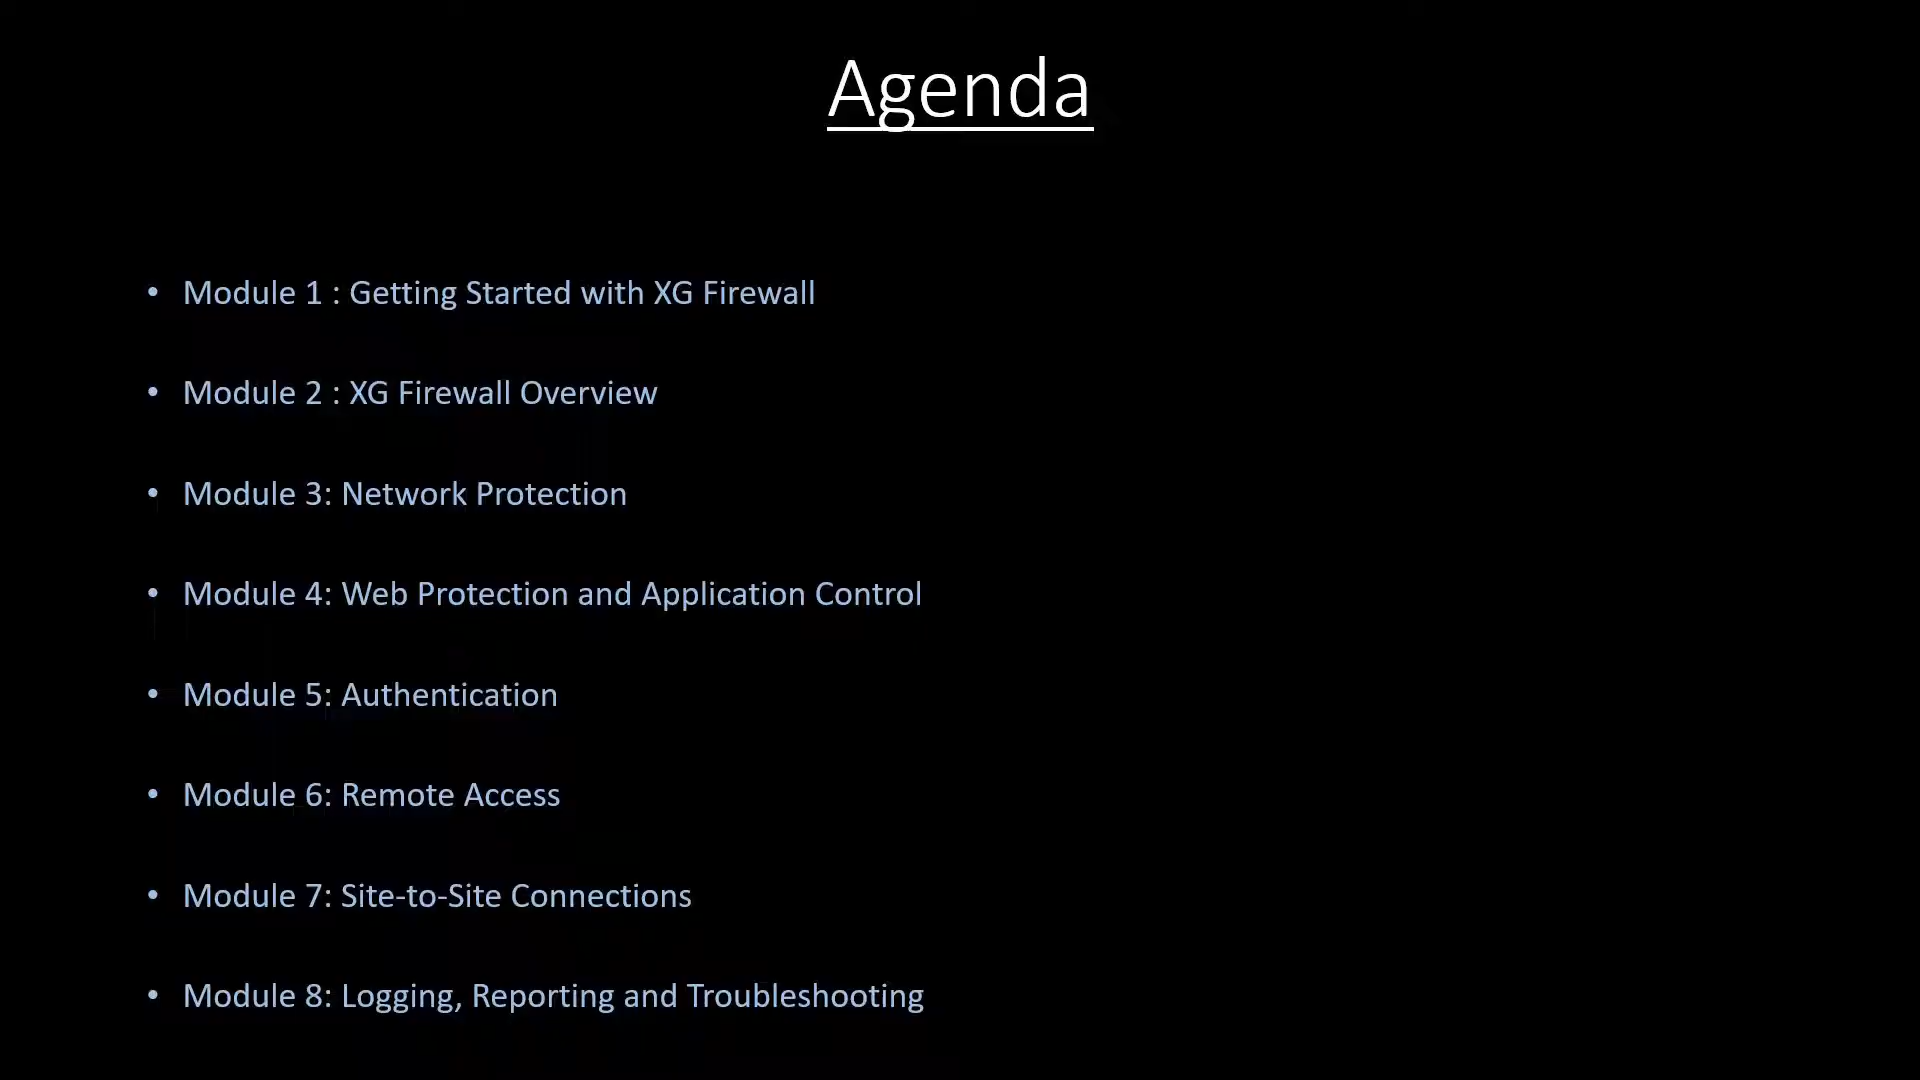 Agenda
• Module 1 : Getting Started with XG Firewall
• Module 2 : XG Firewall Overview
• Module 3: Network Protection
• Module 4: Web Protection and Application Control
• Module 5: Authentication
• Module 6: Remote Access
• Module 7: Site-to-Site Connections
• Module 8: Logging, Reporting and Troubleshooting